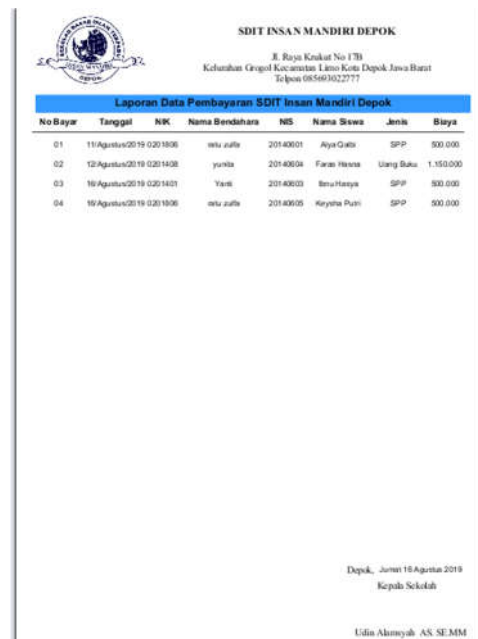 SDIT INSAN MANDIRI DEPOK
Jl. Raya Krukut No 17B
Kelurahan Grogol Kecamatan Limo Kota Depok Jawa Barat
Telpon 085693022777
Laporan Data Pembayaran SDIT Insan Mandiri Depok
No Bayar Tanggal NIK Nama Bendahara NIS Nama Siswa Jenis Biaya
01 11/Agustus/2019 0201806 ratu zulfa 20140601 Aiya Qalbi SPP 500.000
02 12/Agustus/2019 0201408 yunita 20140604 Faras Hasna Uang Buku 1.150.000
03 16/Agustus/2019 0201401 Yanti 20140603 Ibnu Hasya SPP 500.000
04 16/Agustus/2019 0201806 ratu zulfa 20140605 Keysha Putri SPP 500.000
Depok, Jumat 16 Agustus 2019
Kepala Sekolah
Udin Alamsyah AS. SE.MM